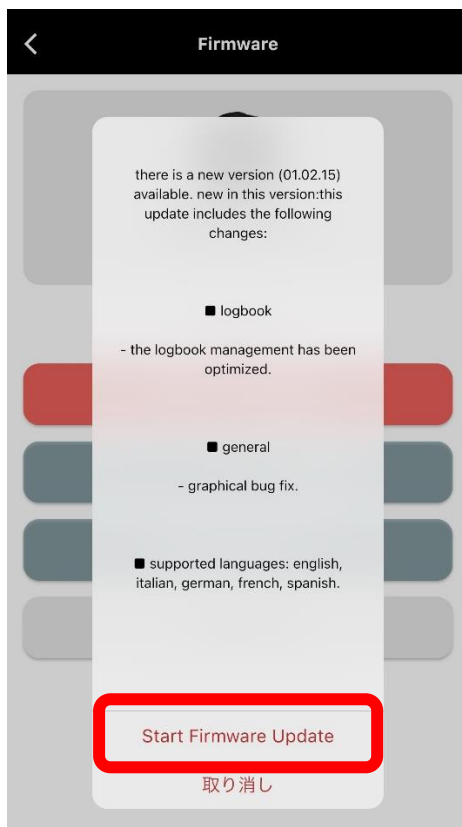 Firmware
there is a new version (01.02.15)
available. new in this version:this
update includes the following
changes:
■ logbook
- the logbook management has been
optimized.
■ general
- graphical bug fix.
■ supported languages: english,
italian, german, french, spanish.
Start Firmware Update
取り消し